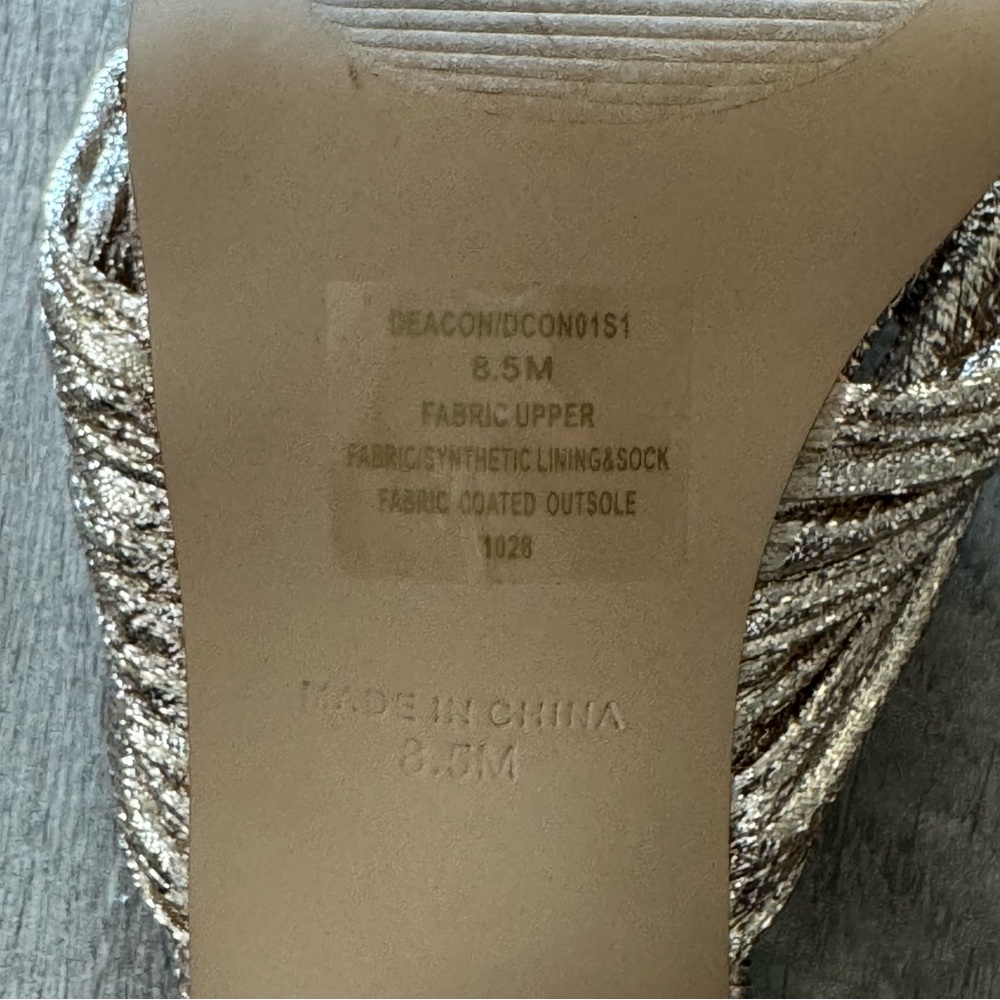 DEACON/DCON01S1
8.5M
FABRIC UPPER
FABRIC/SYNTHETIC LINING&SOCK
FABRIC COATED OUTSOLE
1028
MADE IN CHINA
8.5M